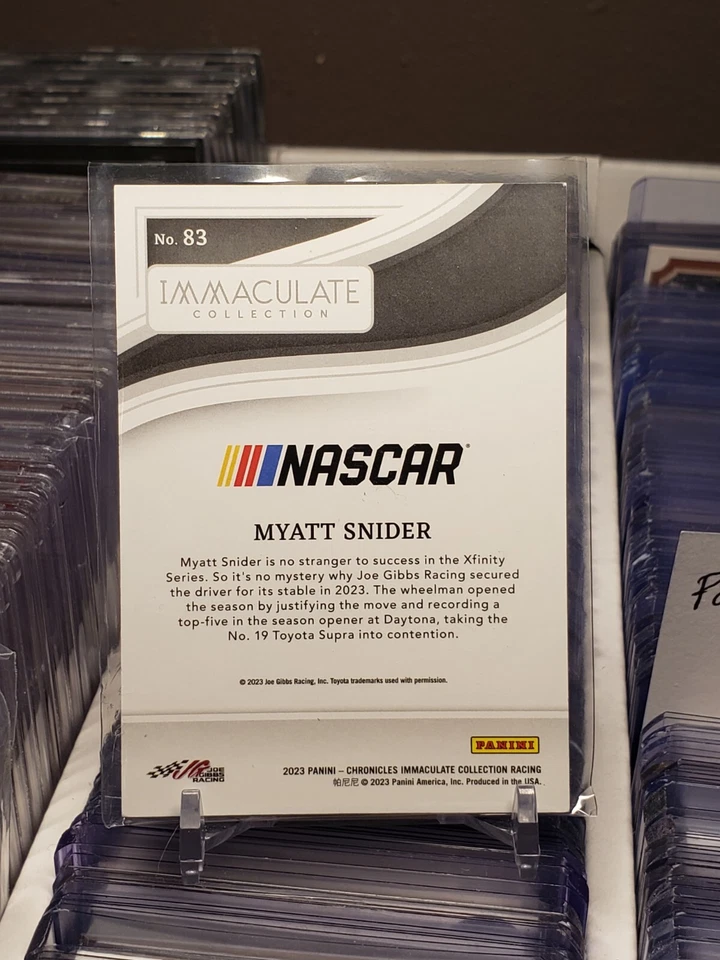 No. 83
IMMACULATE
COLLECTION
NASCAR®
MYATT SNIDER
Myatt Snider is no stranger to success in the Xfinity
Series. So it's no mystery why Joe Gibbs Racing secured
the driver for its stable in 2023. The wheelman opened
the season by justifying the move and recording a
top-five in the season opener at Daytona, taking the
No. 19 Toyota Supra into contention.
© 2023 Joe Gibbs Racing, Inc. Toyota trademarks used with permission.
PANINI
JOE
GIBBS
RACING
2023 PANINI – CHRONICLES IMMACULATE COLLECTION RACING
帕尼尼 © 2023 Panini America, Inc. Produced in the USA.